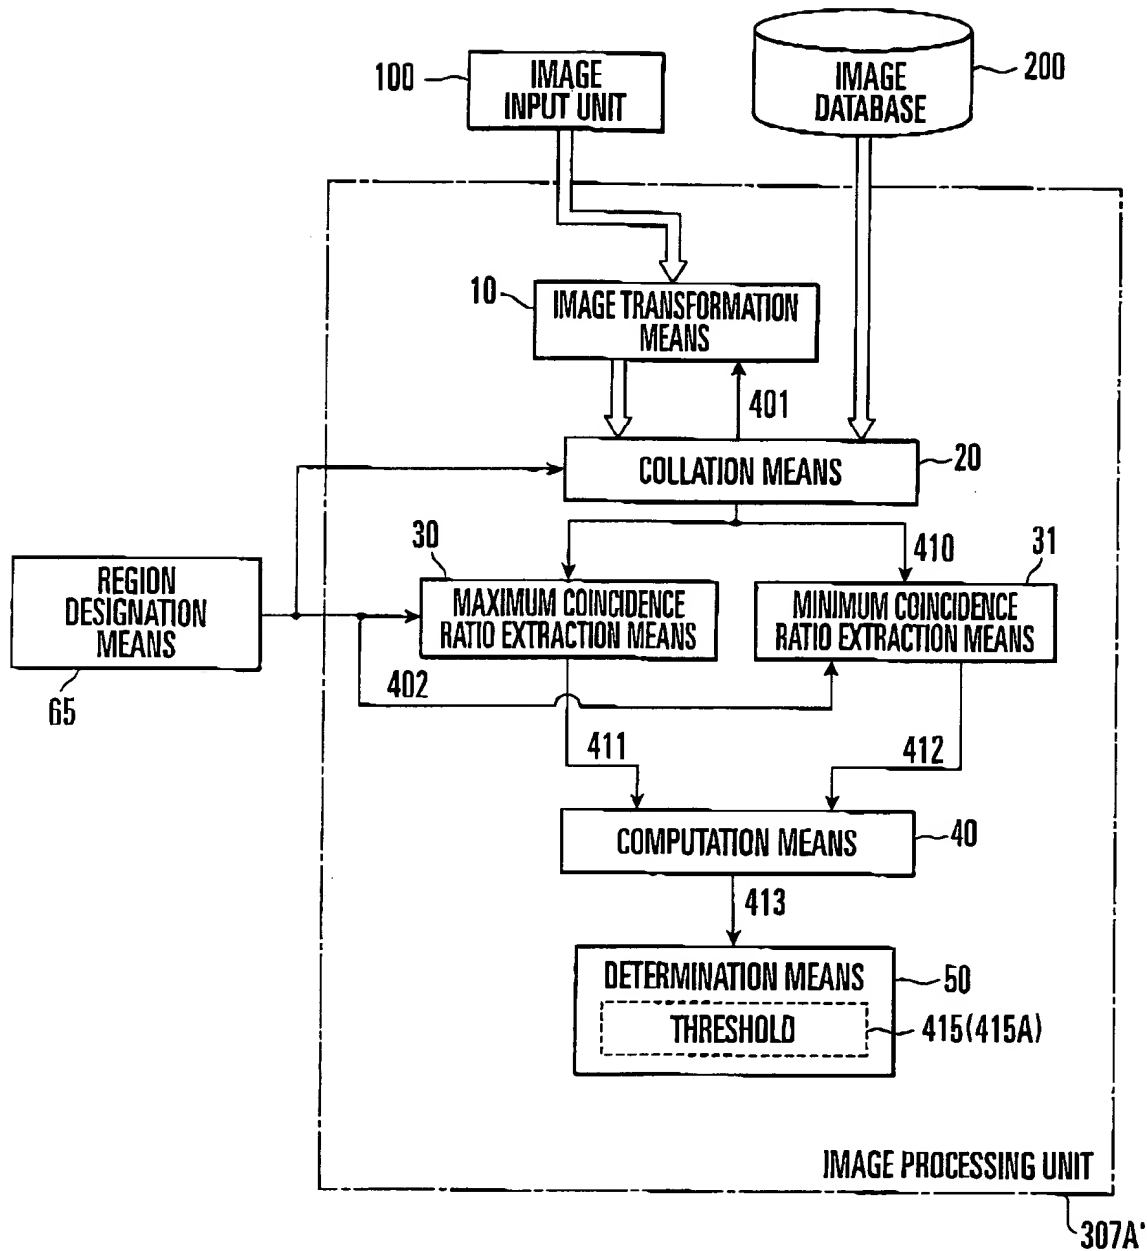 100
IMAGE
INPUT UNIT
IMAGE
DATABASE
200
10
IMAGE TRANSFORMATION
MEANS
401
COLLATION MEANS
20
30
410
31
REGION
DESIGNATION
MEANS
65
MAXIMUM COINCIDENCE
RATIO EXTRACTION MEANS
MINIMUM COINCIDENCE
RATIO EXTRACTION MEANS
402
411
412
COMPUTATION MEANS
40
413
DETERMINATION MEANS
50
THRESHOLD
415(415A)
IMAGE PROCESSING UNIT
307A'